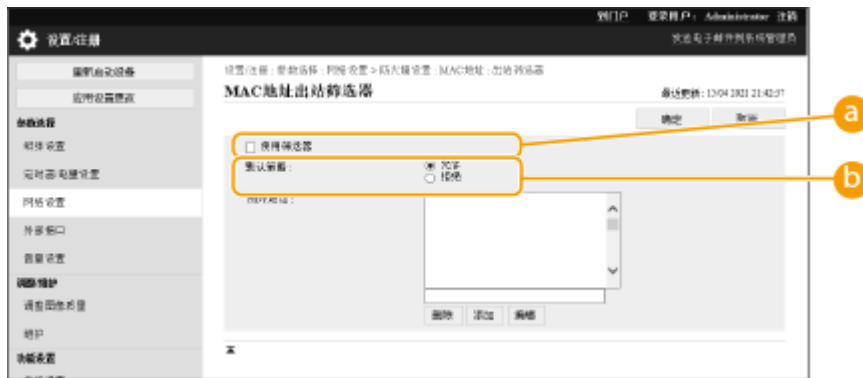 到门户 登录用户: Administrator 注销
设置/注册
发送电子邮件到系统管理员
重新启动设备
应用设置更改
设置/注册 : 参数选择 : 网络设置 > 防火墙设置 : MAC地址 : 出站筛选器
MAC地址出站筛选器
最近更新: 13/04 2021 21:42:37
确定
取消
参数选择
纸张设置
定时器/电量设置
网络设置
外部接口
音量设置
调整/维护
调整图像质量
维护
功能设置
使用筛选器
默认策略:
允许
拒绝
删除
添加
编辑
a
b